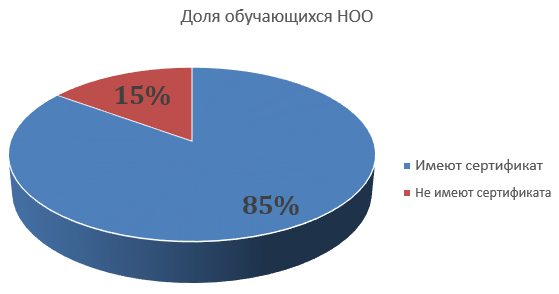 Доля обучающихся НОО
15%
85%
Имеют сертификат
Не имеют сертификата